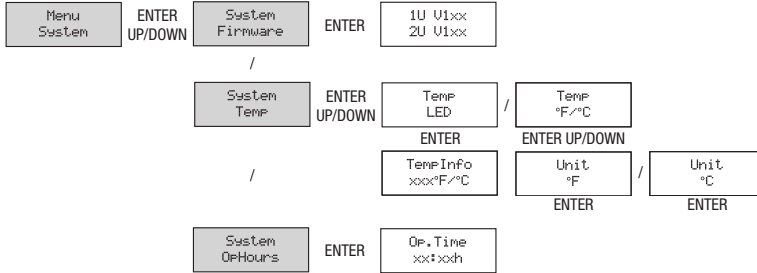 Menu
System
ENTER
UP/DOWN
System
Firmware
ENTER
1U V1xx
2U V1xx
/
System
Temp
ENTER
UP/DOWN
Temp
LED
/
Temp
°F/°C
ENTER
ENTER UP/DOWN
/
TempInfo
xxx°F/°C
Unit
°F
/
Unit
°C
ENTER
ENTER
System
OpHours
ENTER
Op.Time
xx:xxh